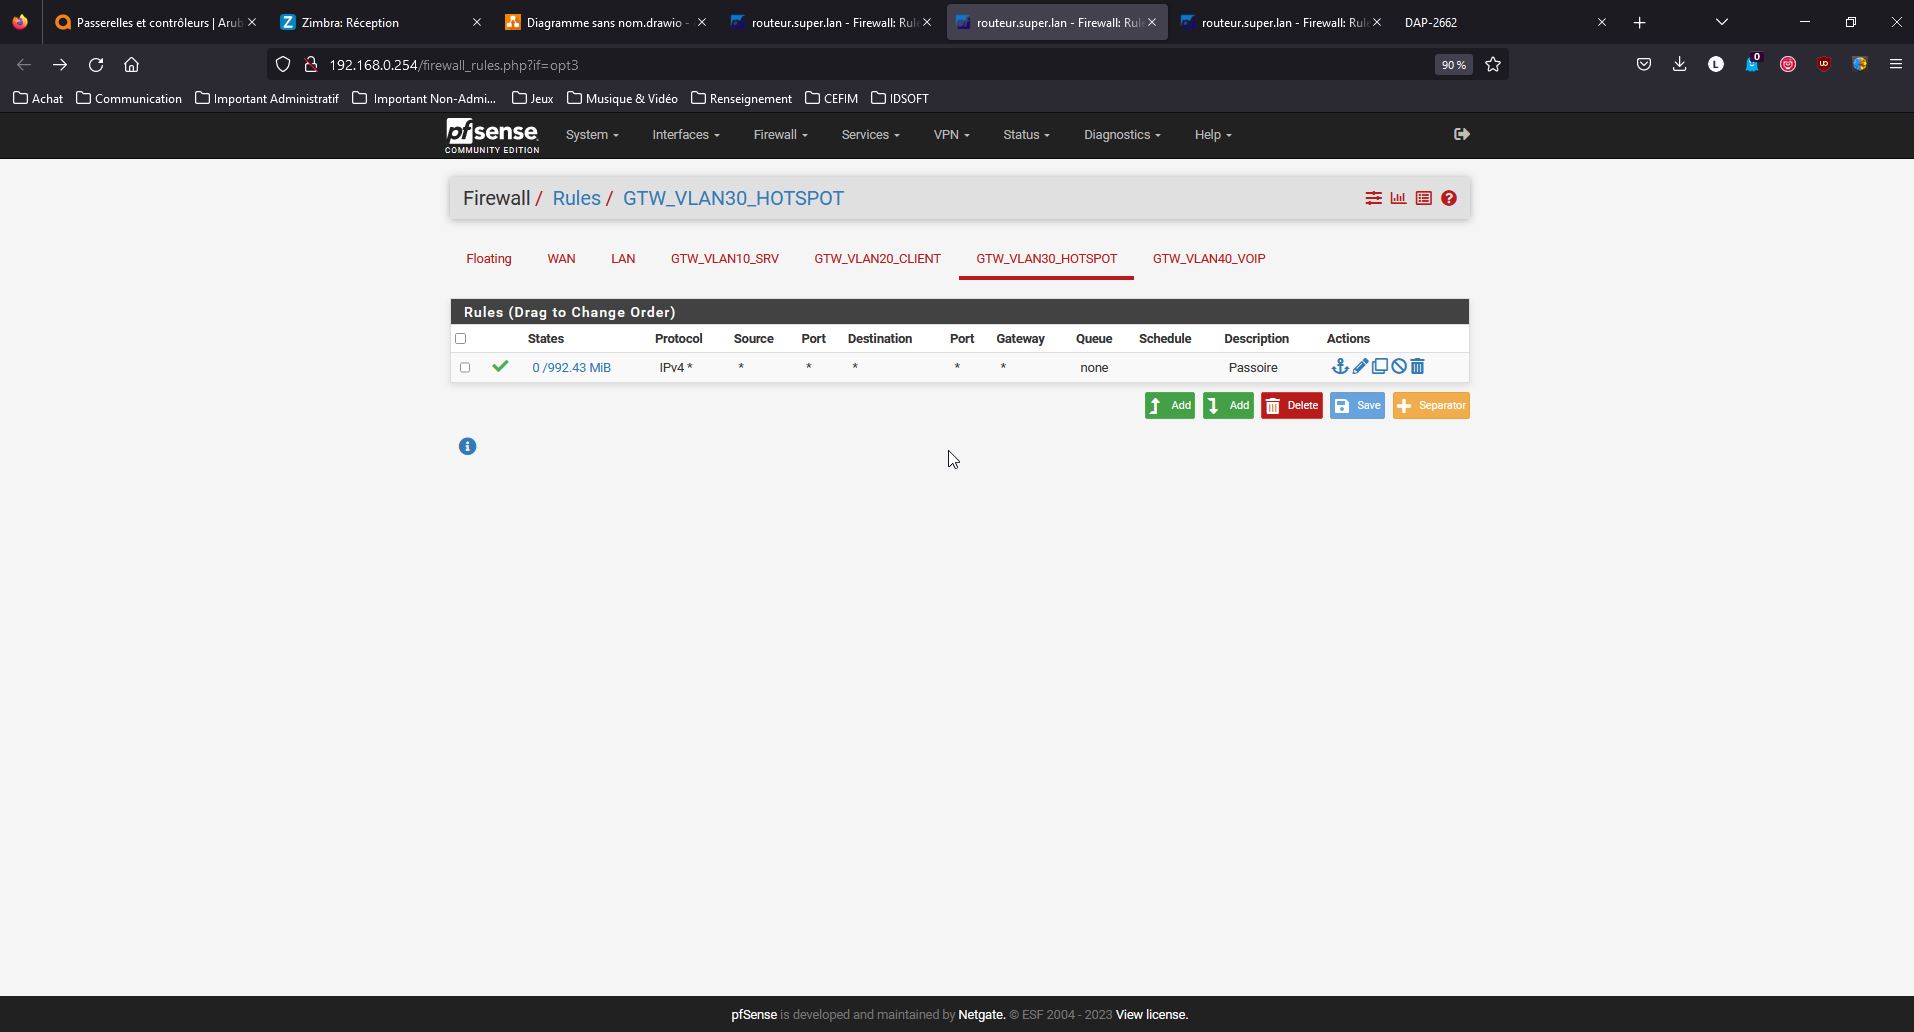 Passerelles et contrôleurs | Arub
Zimbra: Réception
Diagramme sans nom.drawio -
routeur.super.lan - Firewall: Rule
routeur.super.lan - Firewall: Rule
routeur.super.lan - Firewall: Rule
DAP-2662
192.168.0.254/firewall_rules.php?if=opt3
90 %
L
0
Achat
Communication
Important Administratif
Important Non-Admi...
Jeux
Musique & Vidéo
Renseignement
CEFIM
IDSOFT
pfsense
COMMUNITY EDITION
System
Interfaces
Firewall
Services
VPN
Status
Diagnostics
Help
Firewall / Rules / GTW_VLAN30_HOTSPOT
Floating WAN LAN GTW_VLAN10_SRV GTW_VLAN20_CLIENT GTW_VLAN30_HOTSPOT GTW_VLAN40_VOIP
Rules (Drag to Change Order)
States Protocol Source Port Destination Port Gateway Queue Schedule Description Actions
0 /992.43 MiB IPv4 * * * * * * none Passoire
Add Add Delete Save Separator
pfSense is developed and maintained by Netgate. © ESF 2004 - 2023 View license.